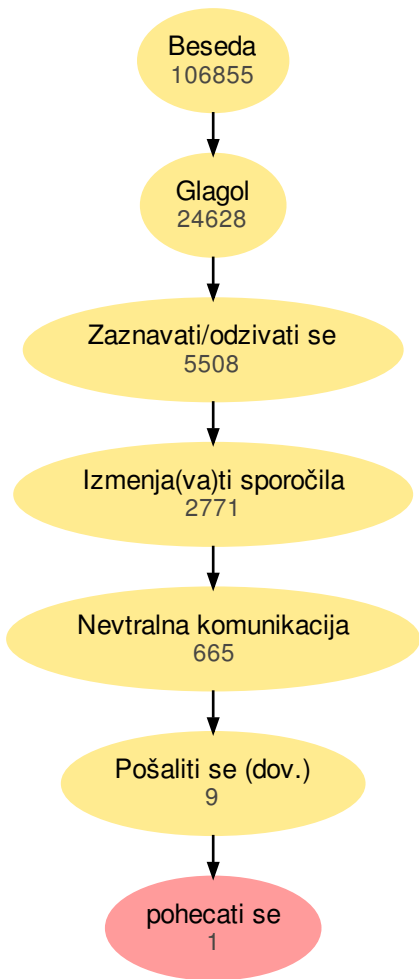 Beseda
106855
Glagol
24628
Zaznavati/odzivati se
5508
Izmenja(va)ti sporočila
2771
Nevtralna komunikacija
665
Pošaliti se (dov.)
9
pohecati se
1